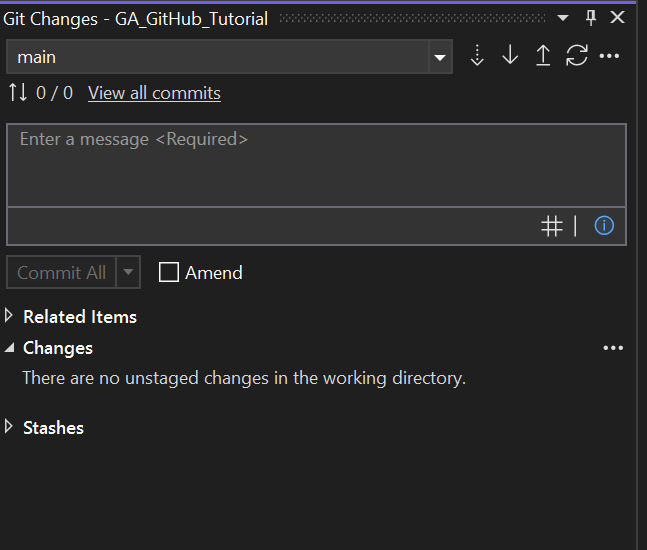 Git Changes - GA_GitHub_Tutorial
main
0 / 0 View all commits
Enter a message <Required>
Commit All Amend
Related Items
Changes
There are no unstaged changes in the working directory.
Stashes